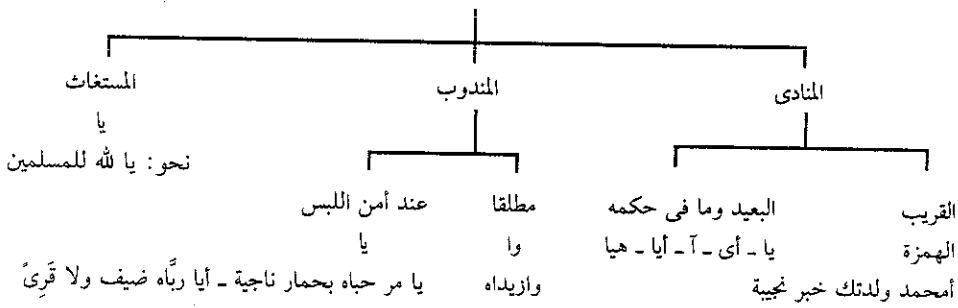 المنادى المندوب المستغاث
يا
نحو: يا لله للمسلمين
القريب البعيد وما فى حكمه مطلقا عند أمن اللبس
الهمزة يا ـ أى ـ آ ـ أيا ـ هيا وا يا
أمحمد ولدتك خبر نجيبة وازيداه يا مر حباه بحمار ناجية ـ أيا ربَّاه ضيف ولا قَرِىً